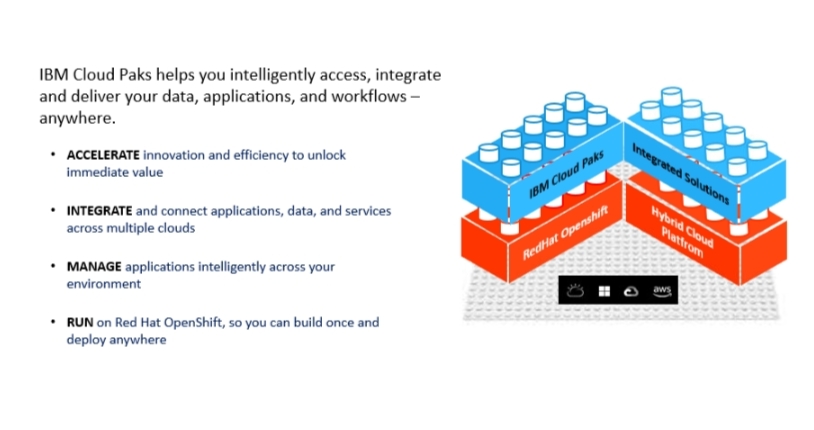 IBM Cloud Paks helps you intelligently access, integrate
and deliver your data, applications, and workflows –
anywhere.
• ACCELERATE innovation and efficiency to unlock
immediate value
• INTEGRATE and connect applications, data, and services
across multiple clouds
• MANAGE applications intelligently across your
environment
• RUN on Red Hat OpenShift, so you can build once and
deploy anywhere
IBM Cloud Paks
Integrated Solutions
RedHat Openshift
Hybrid Cloud
Platfrom
aws